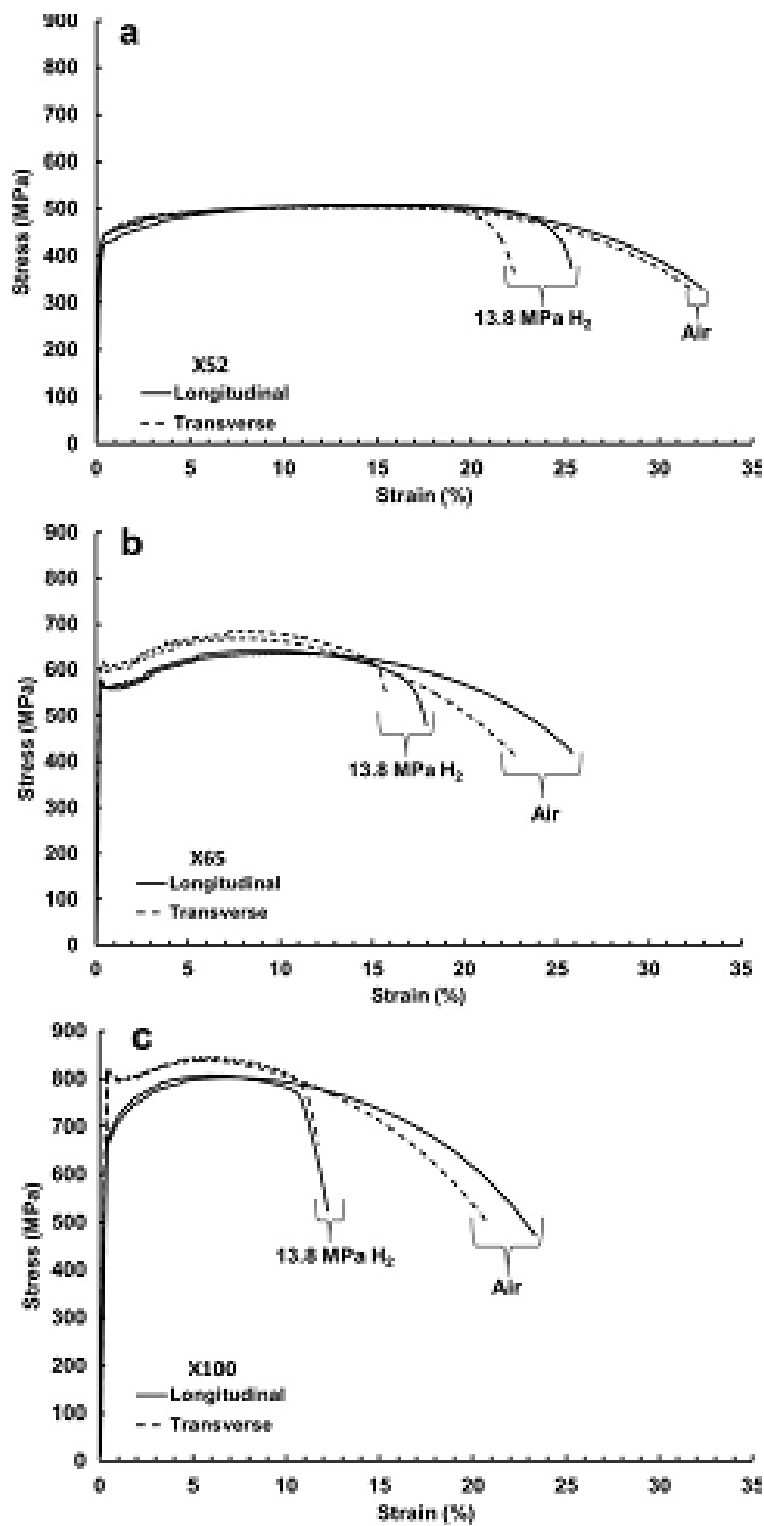 a
900
800
700
600
500
400
300
200
100
0
Stress (MPa)
13.8 MPa H₂
Air
X52
Longitudinal
Transverse
0 5 10 15 20 25 30 35
Strain (%)
b
900
800
700
600
500
400
300
200
100
0
Stress (MPa)
13.8 MPa H₂
Air
X65
Longitudinal
Transverse
0 5 10 15 20 25 30 35
Strain (%)
c
900
800
700
600
500
400
300
200
100
0
Stress (MPa)
13.8 MPa H₂
Air
X100
Longitudinal
Transverse
0 5 10 15 20 25 30 35
Strain (%)